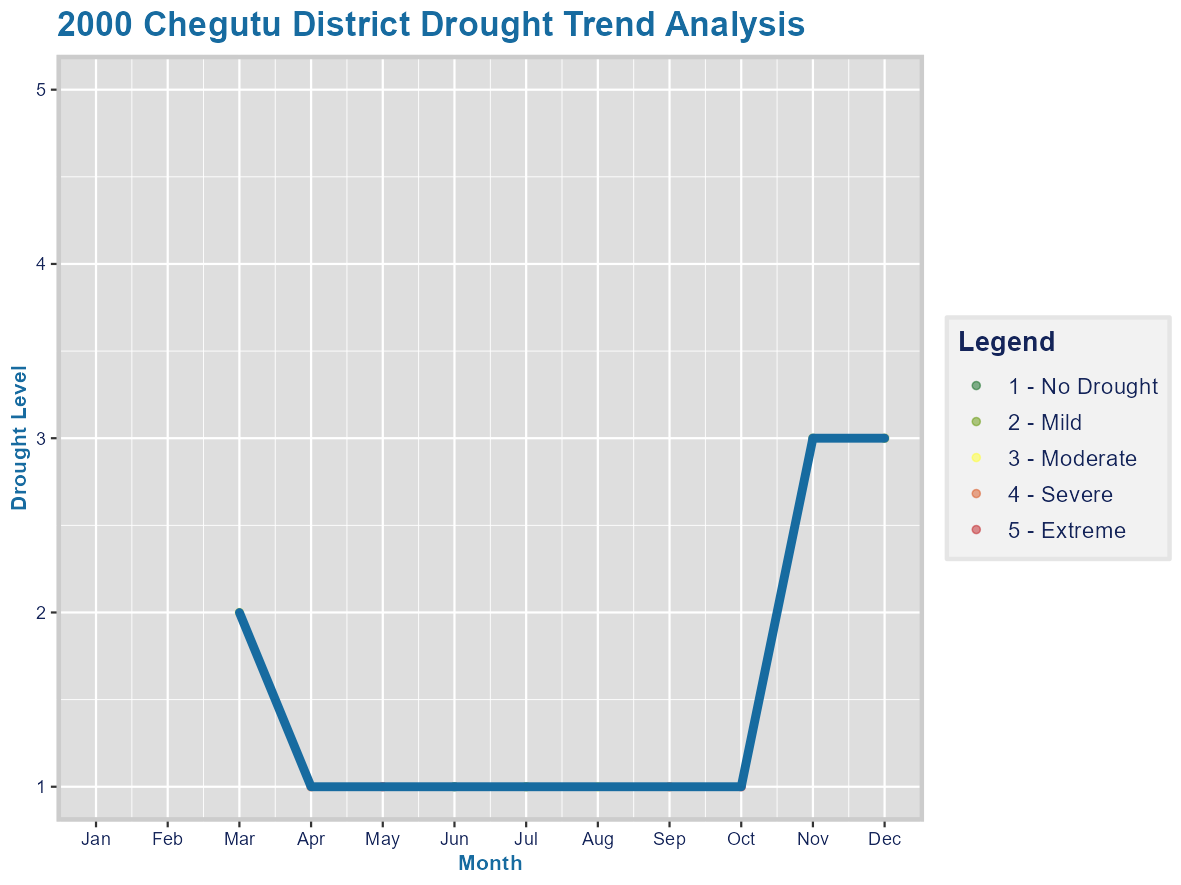 2000 Chegutu District Drought Trend Analysis
Drought Level
5
4
3
2
1
Jan Feb Mar Apr May Jun Jul Aug Sep Oct Nov Dec
Month
Legend
1 - No Drought
2 - Mild
3 - Moderate
4 - Severe
5 - Extreme